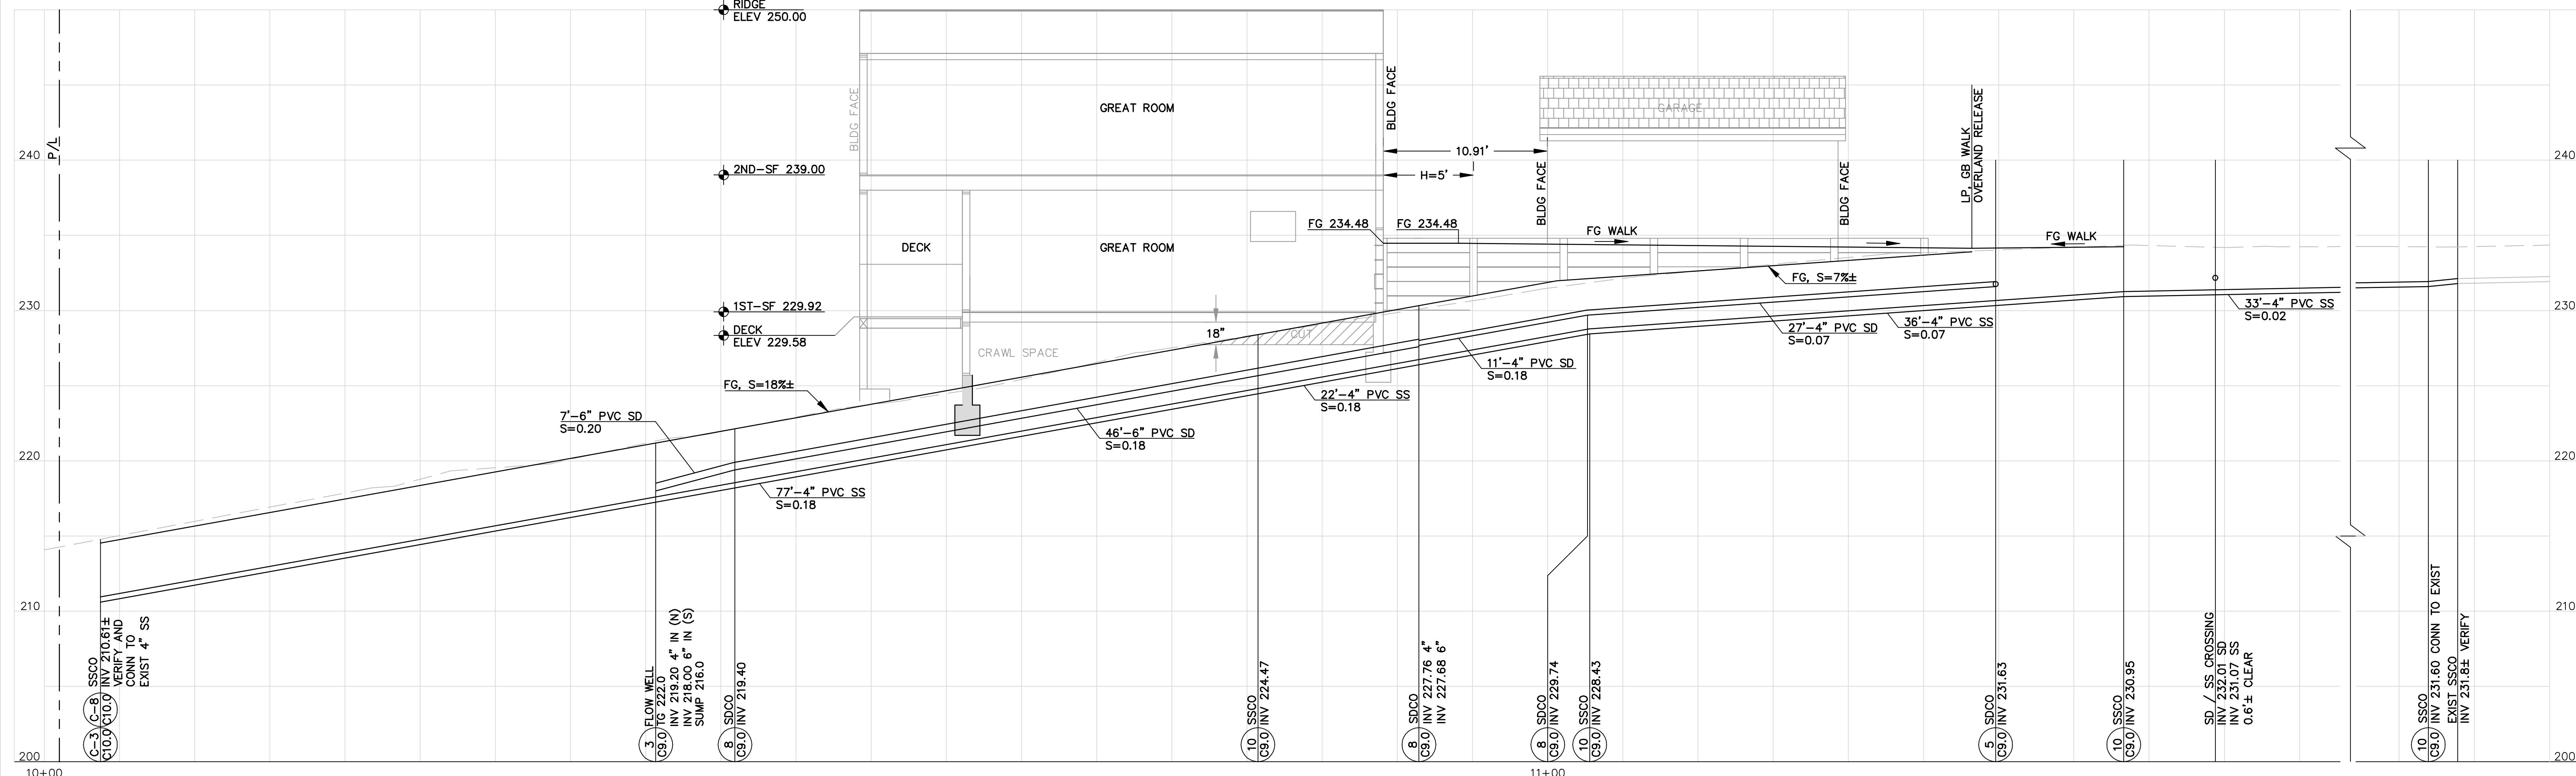 RIDGE
ELEV 250.00
P/L
BLDG FACE
GREAT ROOM
BLDG FACE
GARAGE
10.91'
2ND-SF 239.00
H=5'
BLDG FACE
BLDG FACE
LP, GB WALK
OVERLAND RELEASE
FG 234.48
FG 234.48
FG WALK
FG WALK
DECK
GREAT ROOM
FG, S=7%±
1ST-SF 229.92
DECK
ELEV 229.58
18"
CUT
CRAWL SPACE
33'-4" PVC SS
S=0.02
27'-4" PVC SD
S=0.07
36'-4" PVC SS
S=0.07
11'-4" PVC SD
S=0.18
FG, S=18%±
22'-4" PVC SS
S=0.18
7'-6" PVC SD
S=0.20
46'-6" PVC SD
S=0.18
77'-4" PVC SS
S=0.18
240
230
220
210
200
240
230
220
210
200
C-3
C10.0
C-8
C10.0
SSCO
INV 210.61±
VERIFY AND
CONN TO
EXIST 4" SS
3
C9.0
FLOW WELL
TG 222.0
INV 219.20 4" IN (N)
INV 218.00 6" IN (S)
SUMP 216.0
8
C9.0
SDCO
INV 219.40
10
C9.0
SSCO
INV 224.47
8
C9.0
SDCO
INV 227.76 4"
INV 227.68 6"
8
C9.0
SDCO
INV 229.74
10
C9.0
SSCO
INV 228.43
5
C9.0
SDCO
INV 231.63
10
C9.0
SSCO
INV 230.95
SD / SS CROSSING
INV 232.01 SD
INV 231.07 SS
0.6'± CLEAR
10
C9.0
SSCO
INV 231.60 CONN TO EXIST
EXIST SSCO
INV 231.8± VERIFY
10+00
11+00